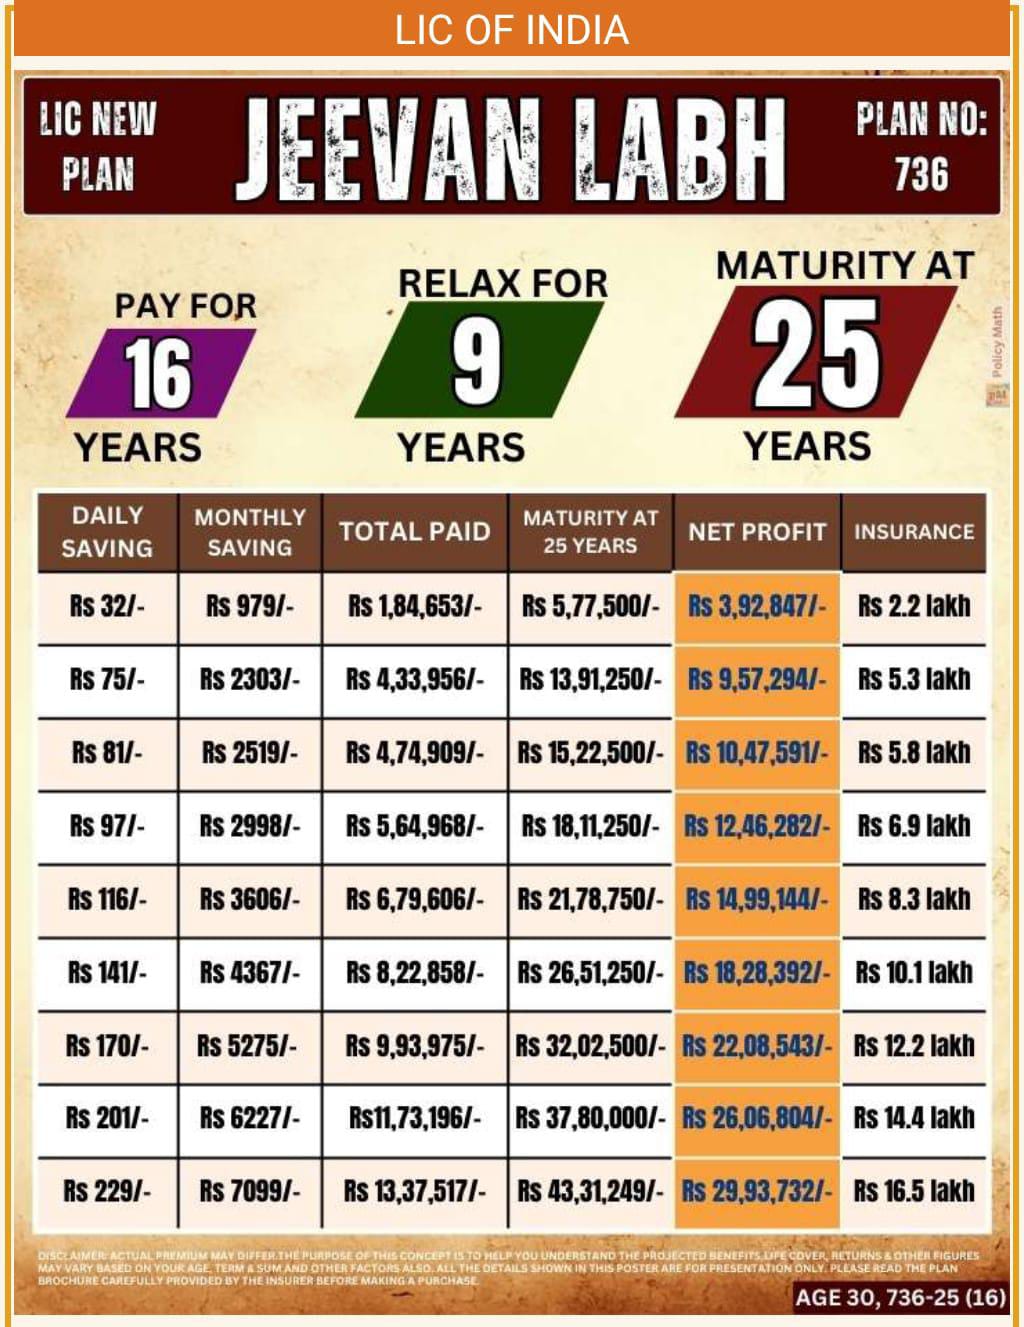 LIC OF INDIA
LIC NEW PLAN
JEEVAN LABH
PLAN NO: 736
PAY FOR
16
YEARS
RELAX FOR
9
YEARS
MATURITY AT
25
YEARS
Policy Math
PM
DAILY SAVING MONTHLY SAVING TOTAL PAID MATURITY AT 25 YEARS NET PROFIT INSURANCE
Rs 32/- Rs 979/- Rs 1,84,653/- Rs 5,77,500/- Rs 3,92,847/- Rs 2.2 lakh
Rs 75/- Rs 2303/- Rs 4,33,956/- Rs 13,91,250/- Rs 9,57,294/- Rs 5.3 lakh
Rs 81/- Rs 2519/- Rs 4,74,909/- Rs 15,22,500/- Rs 10,47,591/- Rs 5.8 lakh
Rs 97/- Rs 2998/- Rs 5,64,968/- Rs 18,11,250/- Rs 12,46,282/- Rs 6.9 lakh
Rs 116/- Rs 3606/- Rs 6,79,606/- Rs 21,78,750/- Rs 14,99,144/- Rs 8.3 lakh
Rs 141/- Rs 4367/- Rs 8,22,858/- Rs 26,51,250/- Rs 18,28,392/- Rs 10.1 lakh
Rs 170/- Rs 5275/- Rs 9,93,975/- Rs 32,02,500/- Rs 22,08,543/- Rs 12.2 lakh
Rs 201/- Rs 6227/- Rs11,73,196/- Rs 37,80,000/- Rs 26,06,804/- Rs 14.4 lakh
Rs 229/- Rs 7099/- Rs 13,37,517/- Rs 43,31,249/- Rs 29,93,732/- Rs 16.5 lakh
DISCLAIMER: ACTUAL PREMIUM MAY DIFFER.THE PURPOSE OF THIS CONCEPT IS TO HELP YOU UNDERSTAND THE PROJECTED BENEFITS.LIFE COVER, RETURNS & OTHER FIGURES
MAY VARY BASED ON YOUR AGE, TERM & SUM AND OTHER FACTORS ALSO. ALL THE DETAILS SHOWN IN THIS POSTER ARE FOR PRESENTATION ONLY. PLEASE READ THE PLAN
BROCHURE CAREFULLY PROVIDED BY THE INSURER BEFORE MAKING A PURCHASE.
AGE 30, 736-25 (16)